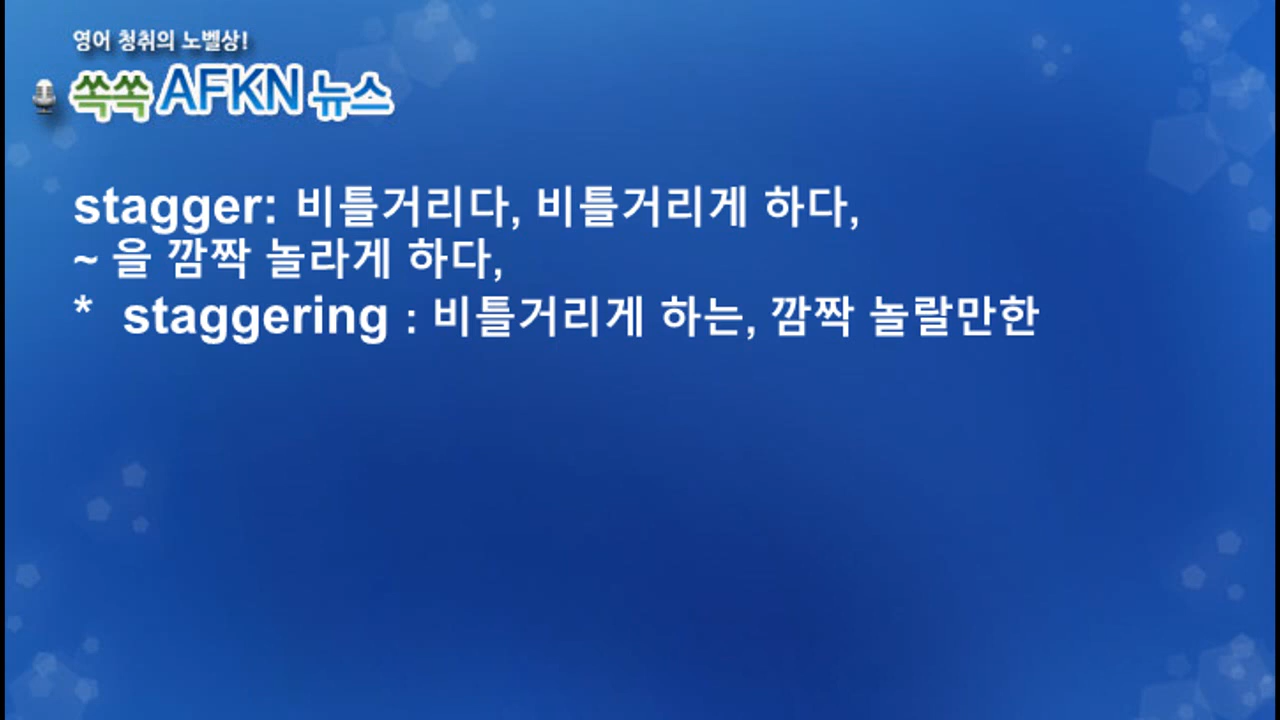 영어 청취의 노벨상!
쏙쏙 AFKN 뉴스
stagger: 비틀거리다, 비틀거리게 하다,
~ 을 깜짝 놀라게 하다,
* staggering : 비틀거리게 하는, 깜짝 놀랄만한